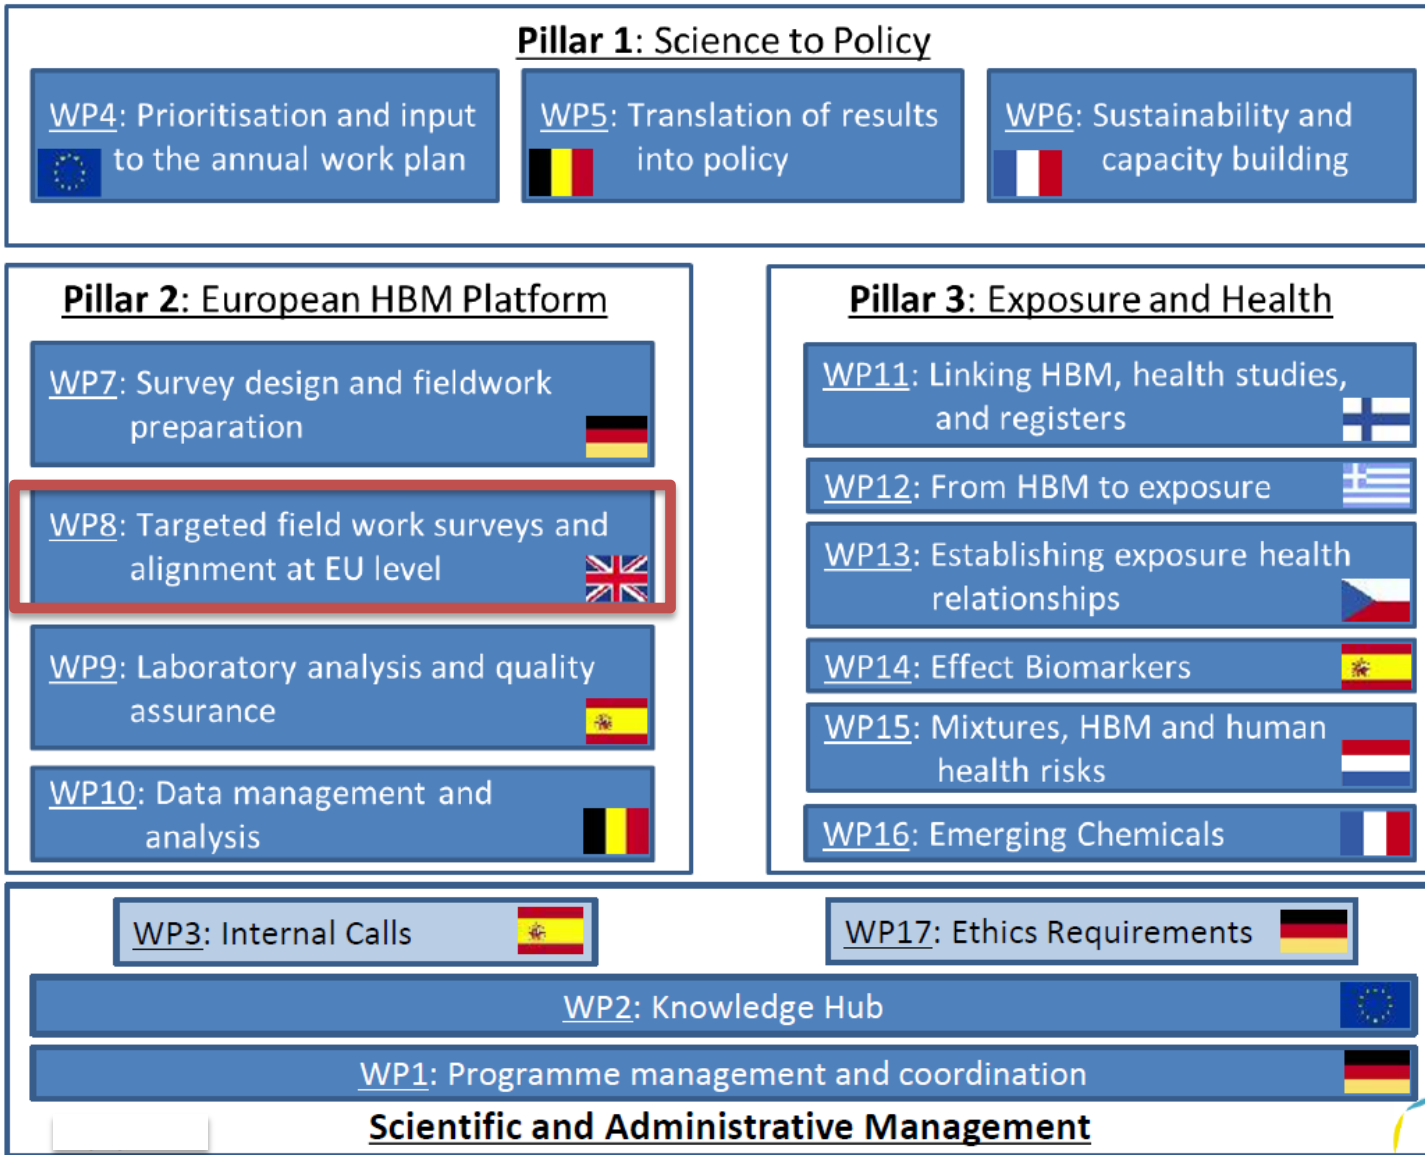 Pillar 1: Science to Policy
WP4: Prioritisation and input
to the annual work plan
WP5: Translation of results
into policy
WP6: Sustainability and
capacity building
Pillar 2: European HBM Platform
WP7: Survey design and fieldwork
preparation
WP8: Targeted field work surveys and
alignment at EU level
WP9: Laboratory analysis and quality
assurance
WP10: Data management and
analysis
Pillar 3: Exposure and Health
WP11: Linking HBM, health studies,
and registers
WP12: From HBM to exposure
WP13: Establishing exposure health
relationships
WP14: Effect Biomarkers
WP15: Mixtures, HBM and human
health risks
WP16: Emerging Chemicals
WP3: Internal Calls
WP17: Ethics Requirements
WP2: Knowledge Hub
WP1: Programme management and coordination
Scientific and Administrative Management